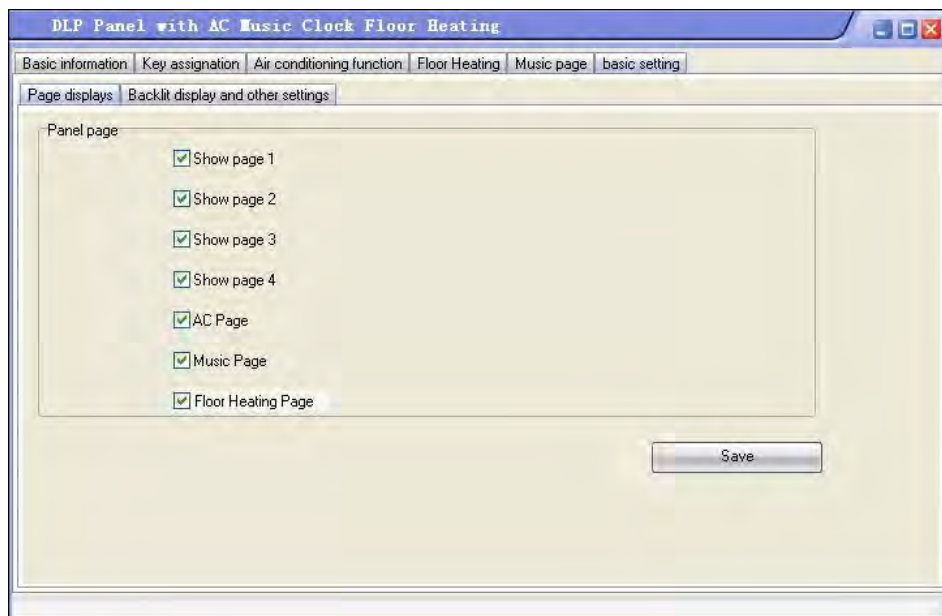 DLP Panel with AC Music Clock Floor Heating
Basic information Key assignation Air conditioning function Floor Heating Music page basic setting
Page displays Backlit display and other settings
Panel page
Show page 1
Show page 2
Show page 3
Show page 4
AC Page
Music Page
Floor Heating Page
Save